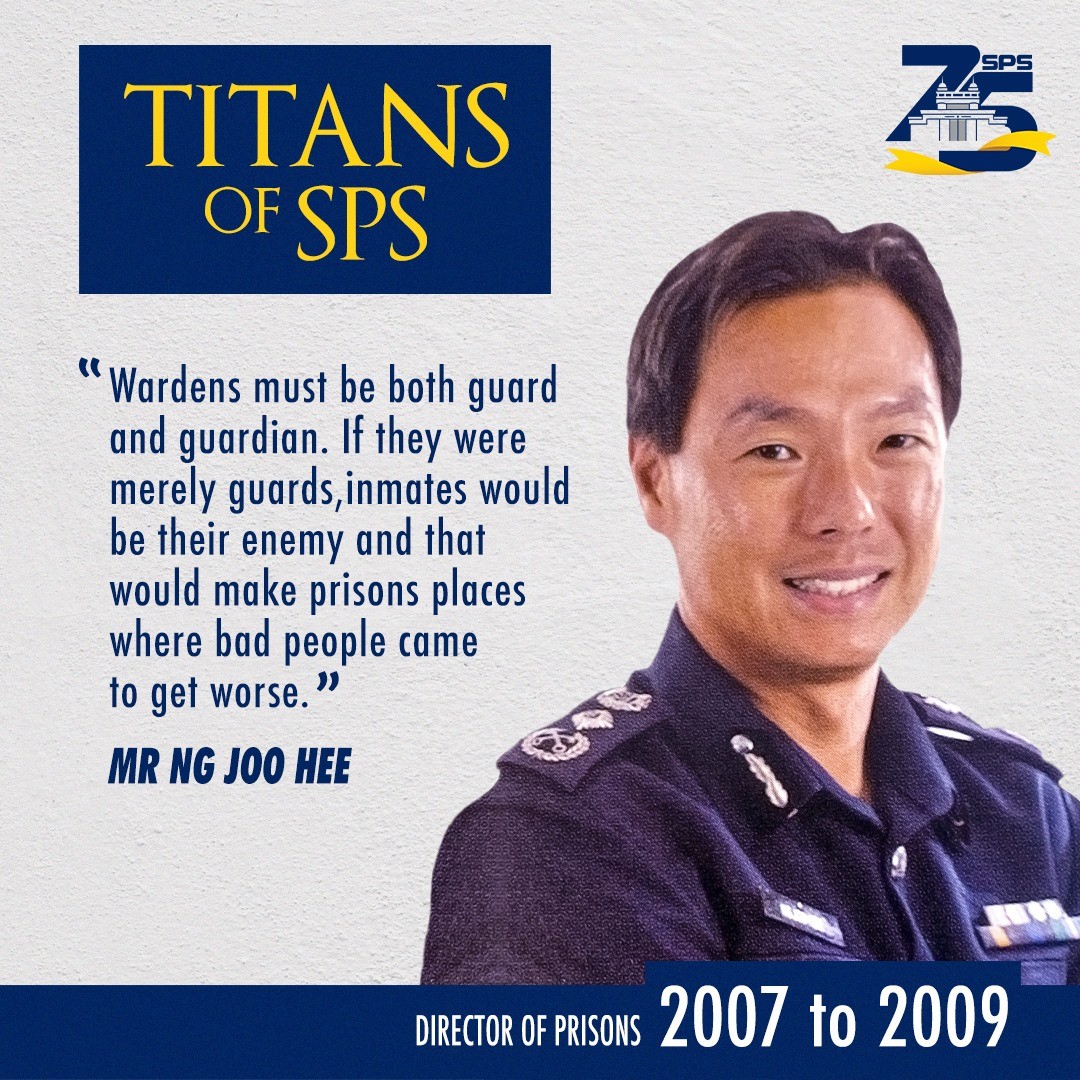 TITANS
OF SPS
75 SPS
“Wardens must be both guard
and guardian. If they were
merely guards,inmates would
be their enemy and that
would make prisons places
where bad people came
to get worse.”
MR NG JOO HEE
DIRECTOR OF PRISONS 2007 to 2009